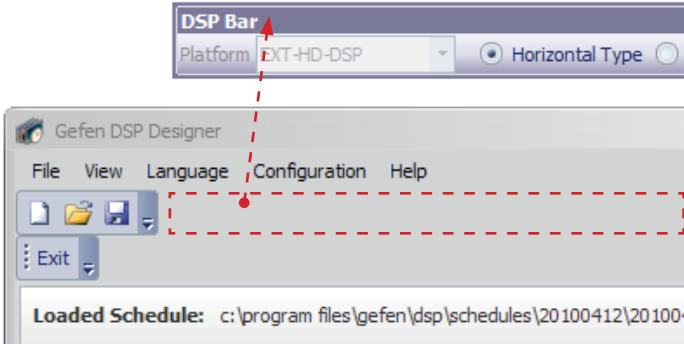 DSP Bar
Platform EXT-HD-DSP Horizontal Type
Gefen DSP Designer
File View Language Configuration Help
Exit
Loaded Schedule: c:\program files\gefen\dsp\schedules\20100412\20100